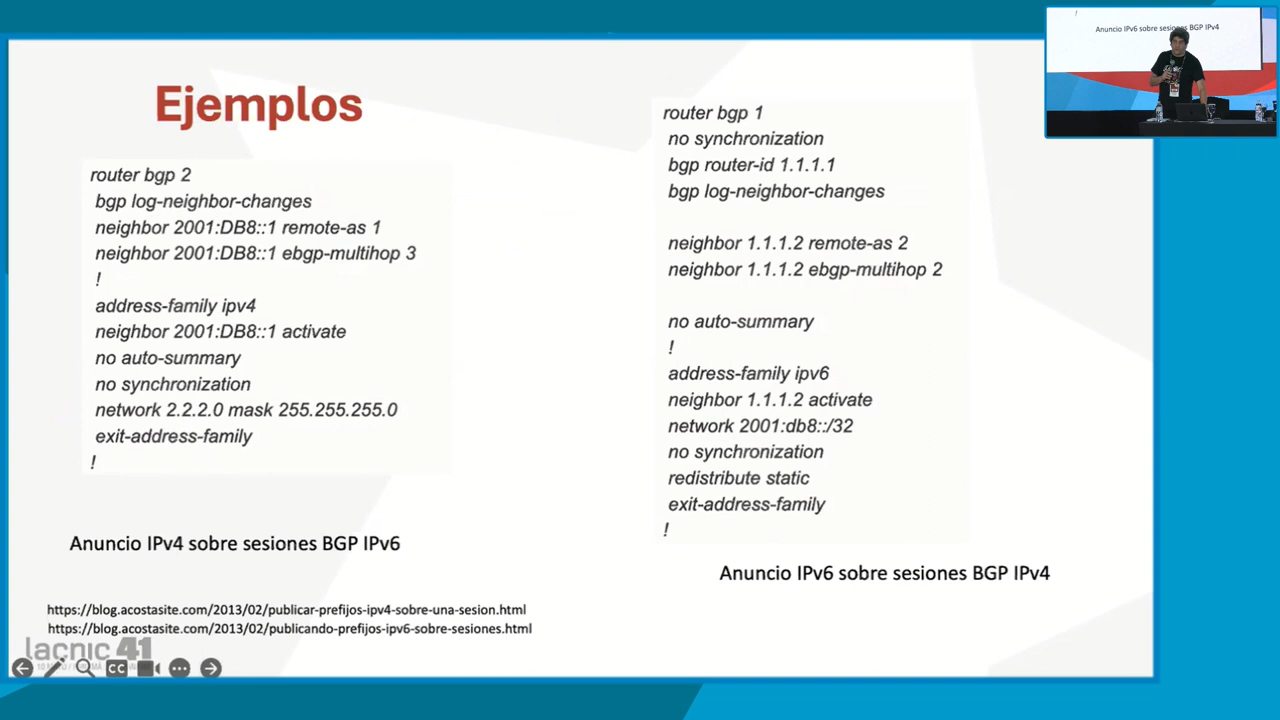 Ejemplos
router bgp 2
bgp log-neighbor-changes
neighbor 2001:DB8::1 remote-as 1
neighbor 2001:DB8::1 ebgp-multihop 3
!
address-family ipv4
neighbor 2001:DB8::1 activate
no auto-summary
no synchronization
network 2.2.2.0 mask 255.255.255.0
exit-address-family
!
Anuncio IPv4 sobre sesiones BGP IPv6
https://blog.acostasite.com/2013/02/publicar-prefijos-ipv4-sobre-una-sesion.html
https://blog.acostasite.com/2013/02/publicando-prefijos-ipv6-sobre-sesiones.html
lacnic 41
CC
router bgp 1
no synchronization
bgp router-id 1.1.1.1
bgp log-neighbor-changes
neighbor 1.1.1.2 remote-as 2
neighbor 1.1.1.2 ebgp-multihop 2
no auto-summary
!
address-family ipv6
neighbor 1.1.1.2 activate
network 2001:db8::/32
no synchronization
redistribute static
exit-address-family
!
Anuncio IPv6 sobre sesiones BGP IPv4
!
Anuncio IPv6 sobre sesiones BGP IPv4